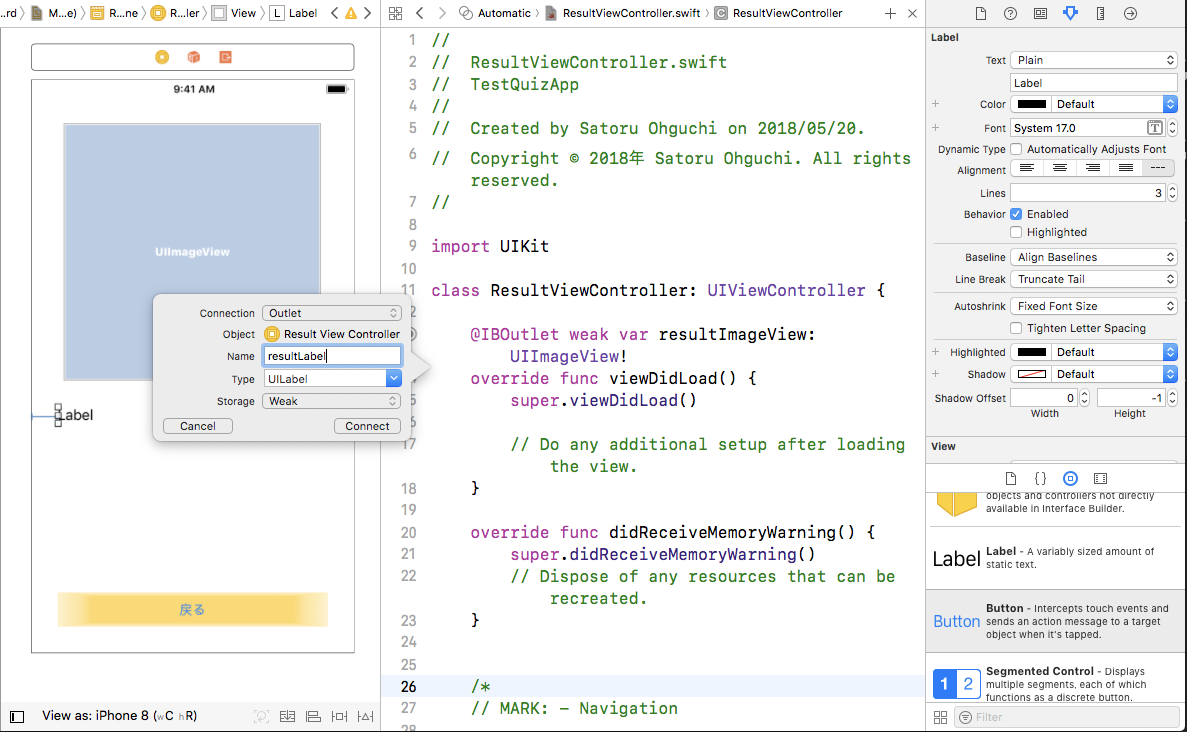 ..rd M...e) R...ne R...ler View L Label
Automatic ResultViewController.swift C ResultViewController
9:41 AM
UIImageView
Connection Outlet
Object Result View Controller
Name resultLabel
Type UILabel
Storage Weak
Cancel Connect
Label
戻る
View as: iPhone 8 (wC hR)
1 //
2 // ResultViewController.swift
3 // TestQuizApp
4 //
5 // Created by Satoru Ohguchi on 2018/05/20.
6 // Copyright © 2018年 Satoru Ohguchi. All rights
reserved.
7 //
8
9 import UIKit
10
11 class ResultViewController: UIViewController {
@IBOutlet weak var resultImageView:
UIImageView!
override func viewDidLoad() {
super.viewDidLoad()
17 // Do any additional setup after loading
the view.
18 }
19
20 override func didReceiveMemoryWarning() {
21 super.didReceiveMemoryWarning()
22 // Dispose of any resources that can be
recreated.
23 }
24
25
26 /*
27 // MARK: - Navigation
28
Label
Text Plain
Label
+ Color Default
+ Font System 17.0 T
Dynamic Type Automatically Adjusts Font
Alignment ---
Lines 3
Behavior Enabled
Highlighted
Baseline Align Baselines
Line Break Truncate Tail
Autoshrink Fixed Font Size
Tighten Letter Spacing
+ Highlighted Default
+ Shadow Default
Shadow Offset 0 -1
Width Height
View
{}
objects and controllers not directly
available in Interface Builder.
Label Label - A variably sized amount of
static text.
Button Button - Intercepts touch events and
sends an action message to a target
object when it's tapped.
1 2 Segmented Control - Displays
multiple segments, each of which
functions as a discrete button.
Filter